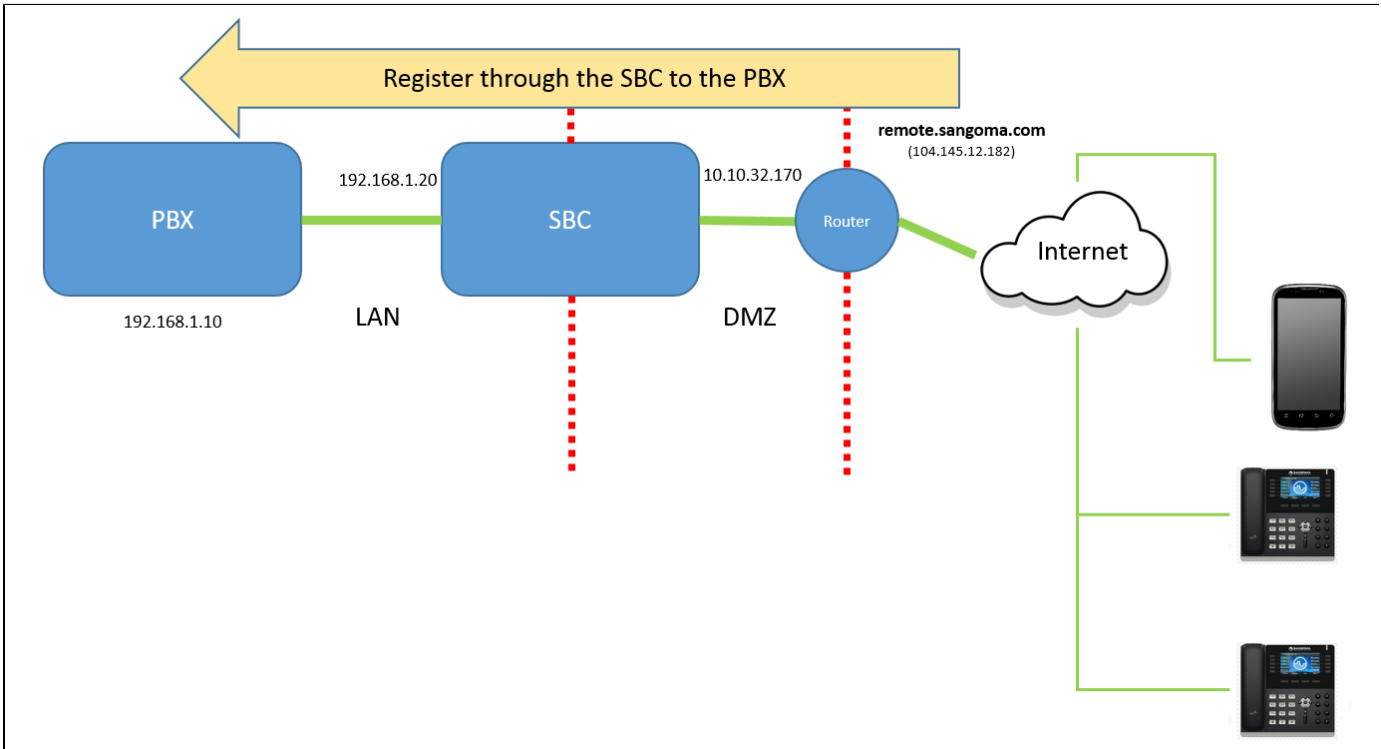 Register through the SBC to the PBX
remote.sangoma.com
(104.145.12.182)
192.168.1.20
10.10.32.170
PBX
SBC
Router
Internet
192.168.1.10
LAN
DMZ